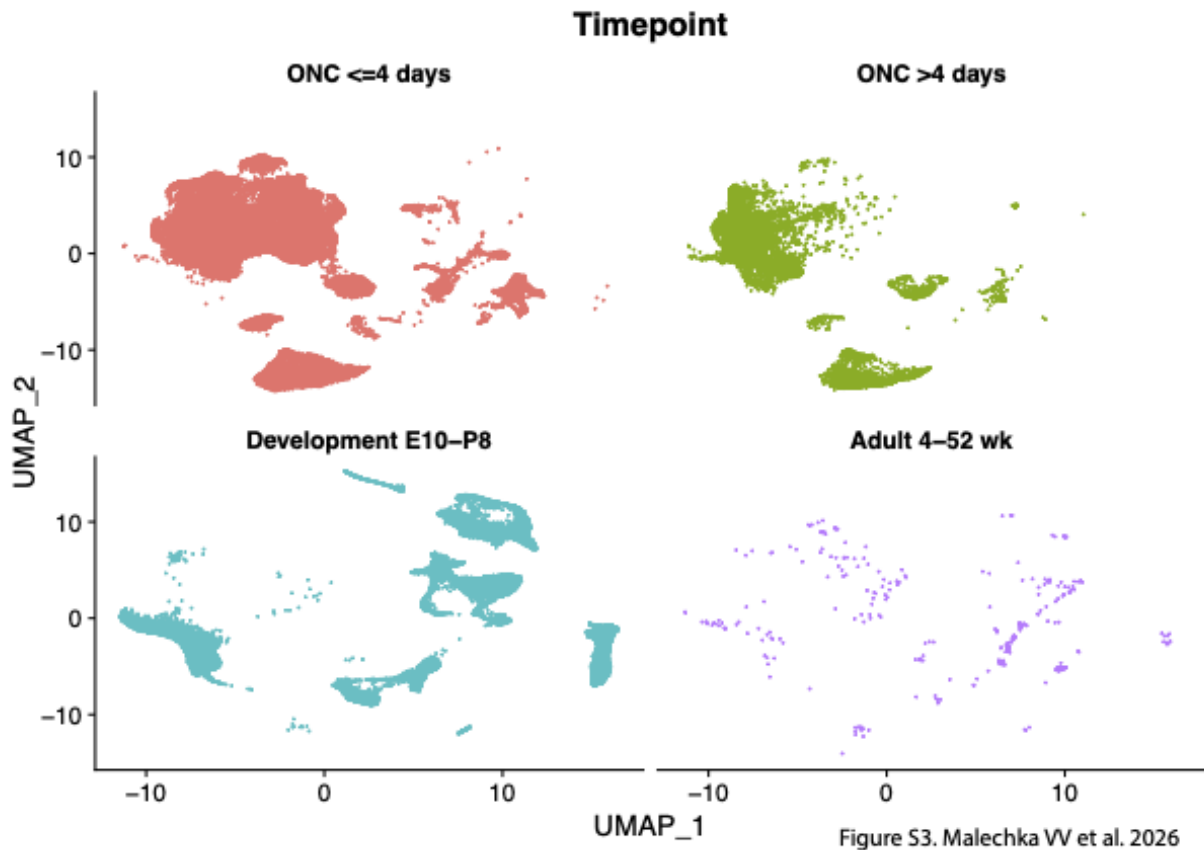 Timepoint
ONC <=4 days
ONC >4 days
10
0
−10
UMAP_2
Development E10−P8
Adult 4−52 wk
10
0
−10
−10
0
10
−10
0
10
UMAP_1
Figure S3. Malechka VV et al. 2026